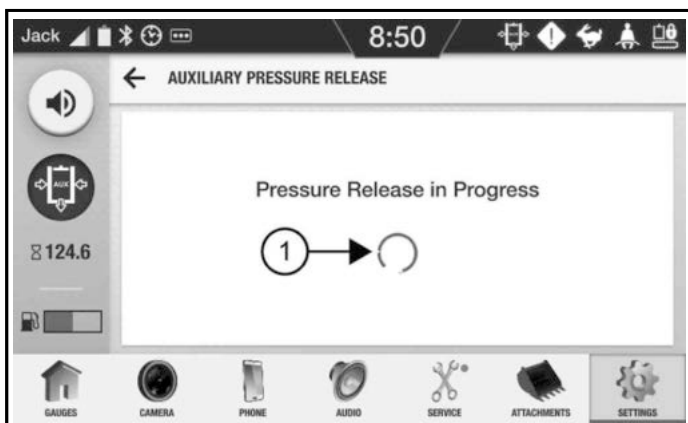 Jack 8:50
AUXILIARY PRESSURE RELEASE
AUX
Pressure Release in Progress
1
124.6
GAUGES CAMERA PHONE AUDIO SERVICE ATTACHMENTS SETTINGS